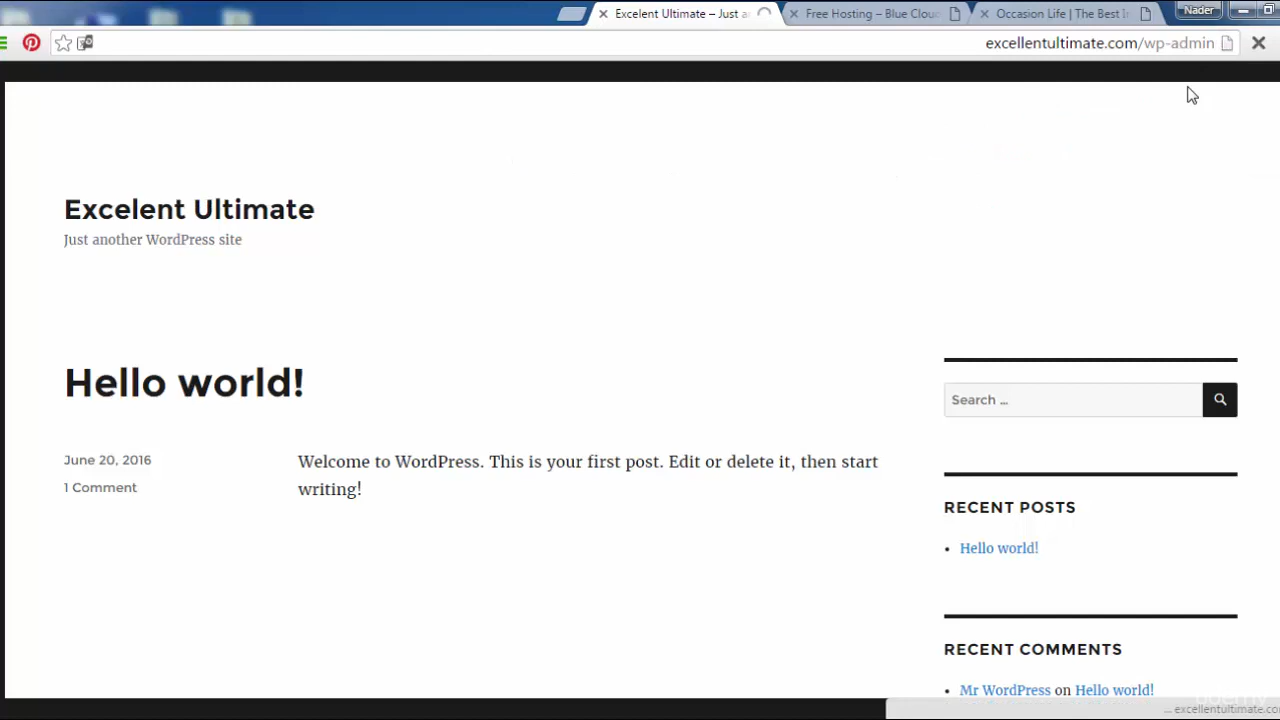 Excelent Ultimate – Just a
Free Hosting – Blue Clou
Occasion Life | The Best I
Nader
excellentultimate.com/wp-admin
Excelent Ultimate
Just another WordPress site
Hello world!
Search …
June 20, 2016
Welcome to WordPress. This is your first post. Edit or delete it, then start
1 Comment
writing!
RECENT POSTS
Hello world!
RECENT COMMENTS
Mr WordPress on Hello world!
... excellentultimate.co